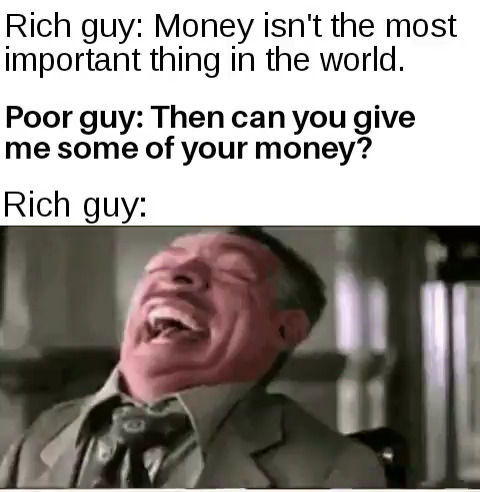 Rich guy: Money isn't the most
important thing in the world.
Poor guy: Then can you give
me some of your money?
Rich guy: